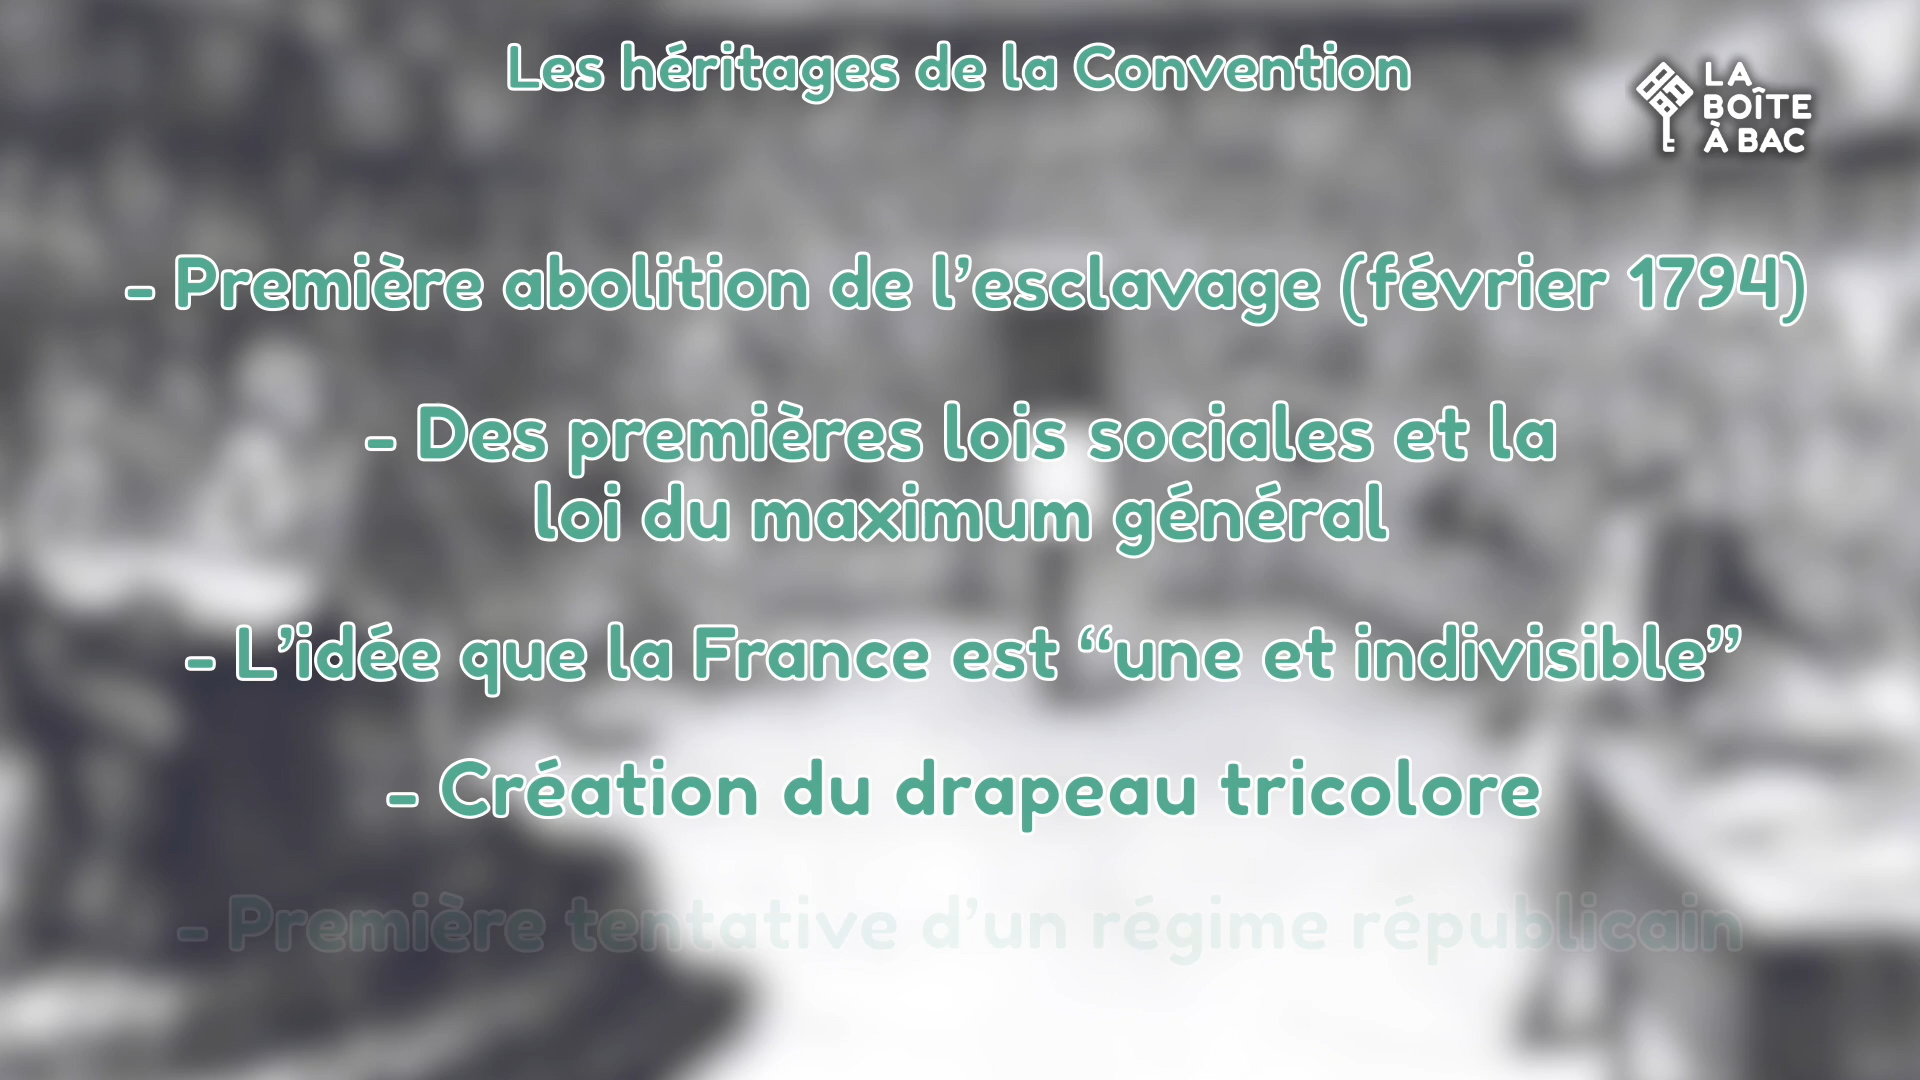 Les héritages de la Convention
LA
BOÎTE
À BAC
- Première abolition de l’esclavage (février 1794)
- Des premières lois sociales et la
loi du maximum général
- L’idée que la France est “une et indivisible”
- Création du drapeau tricolore
- Première tentative d’un régime républicain